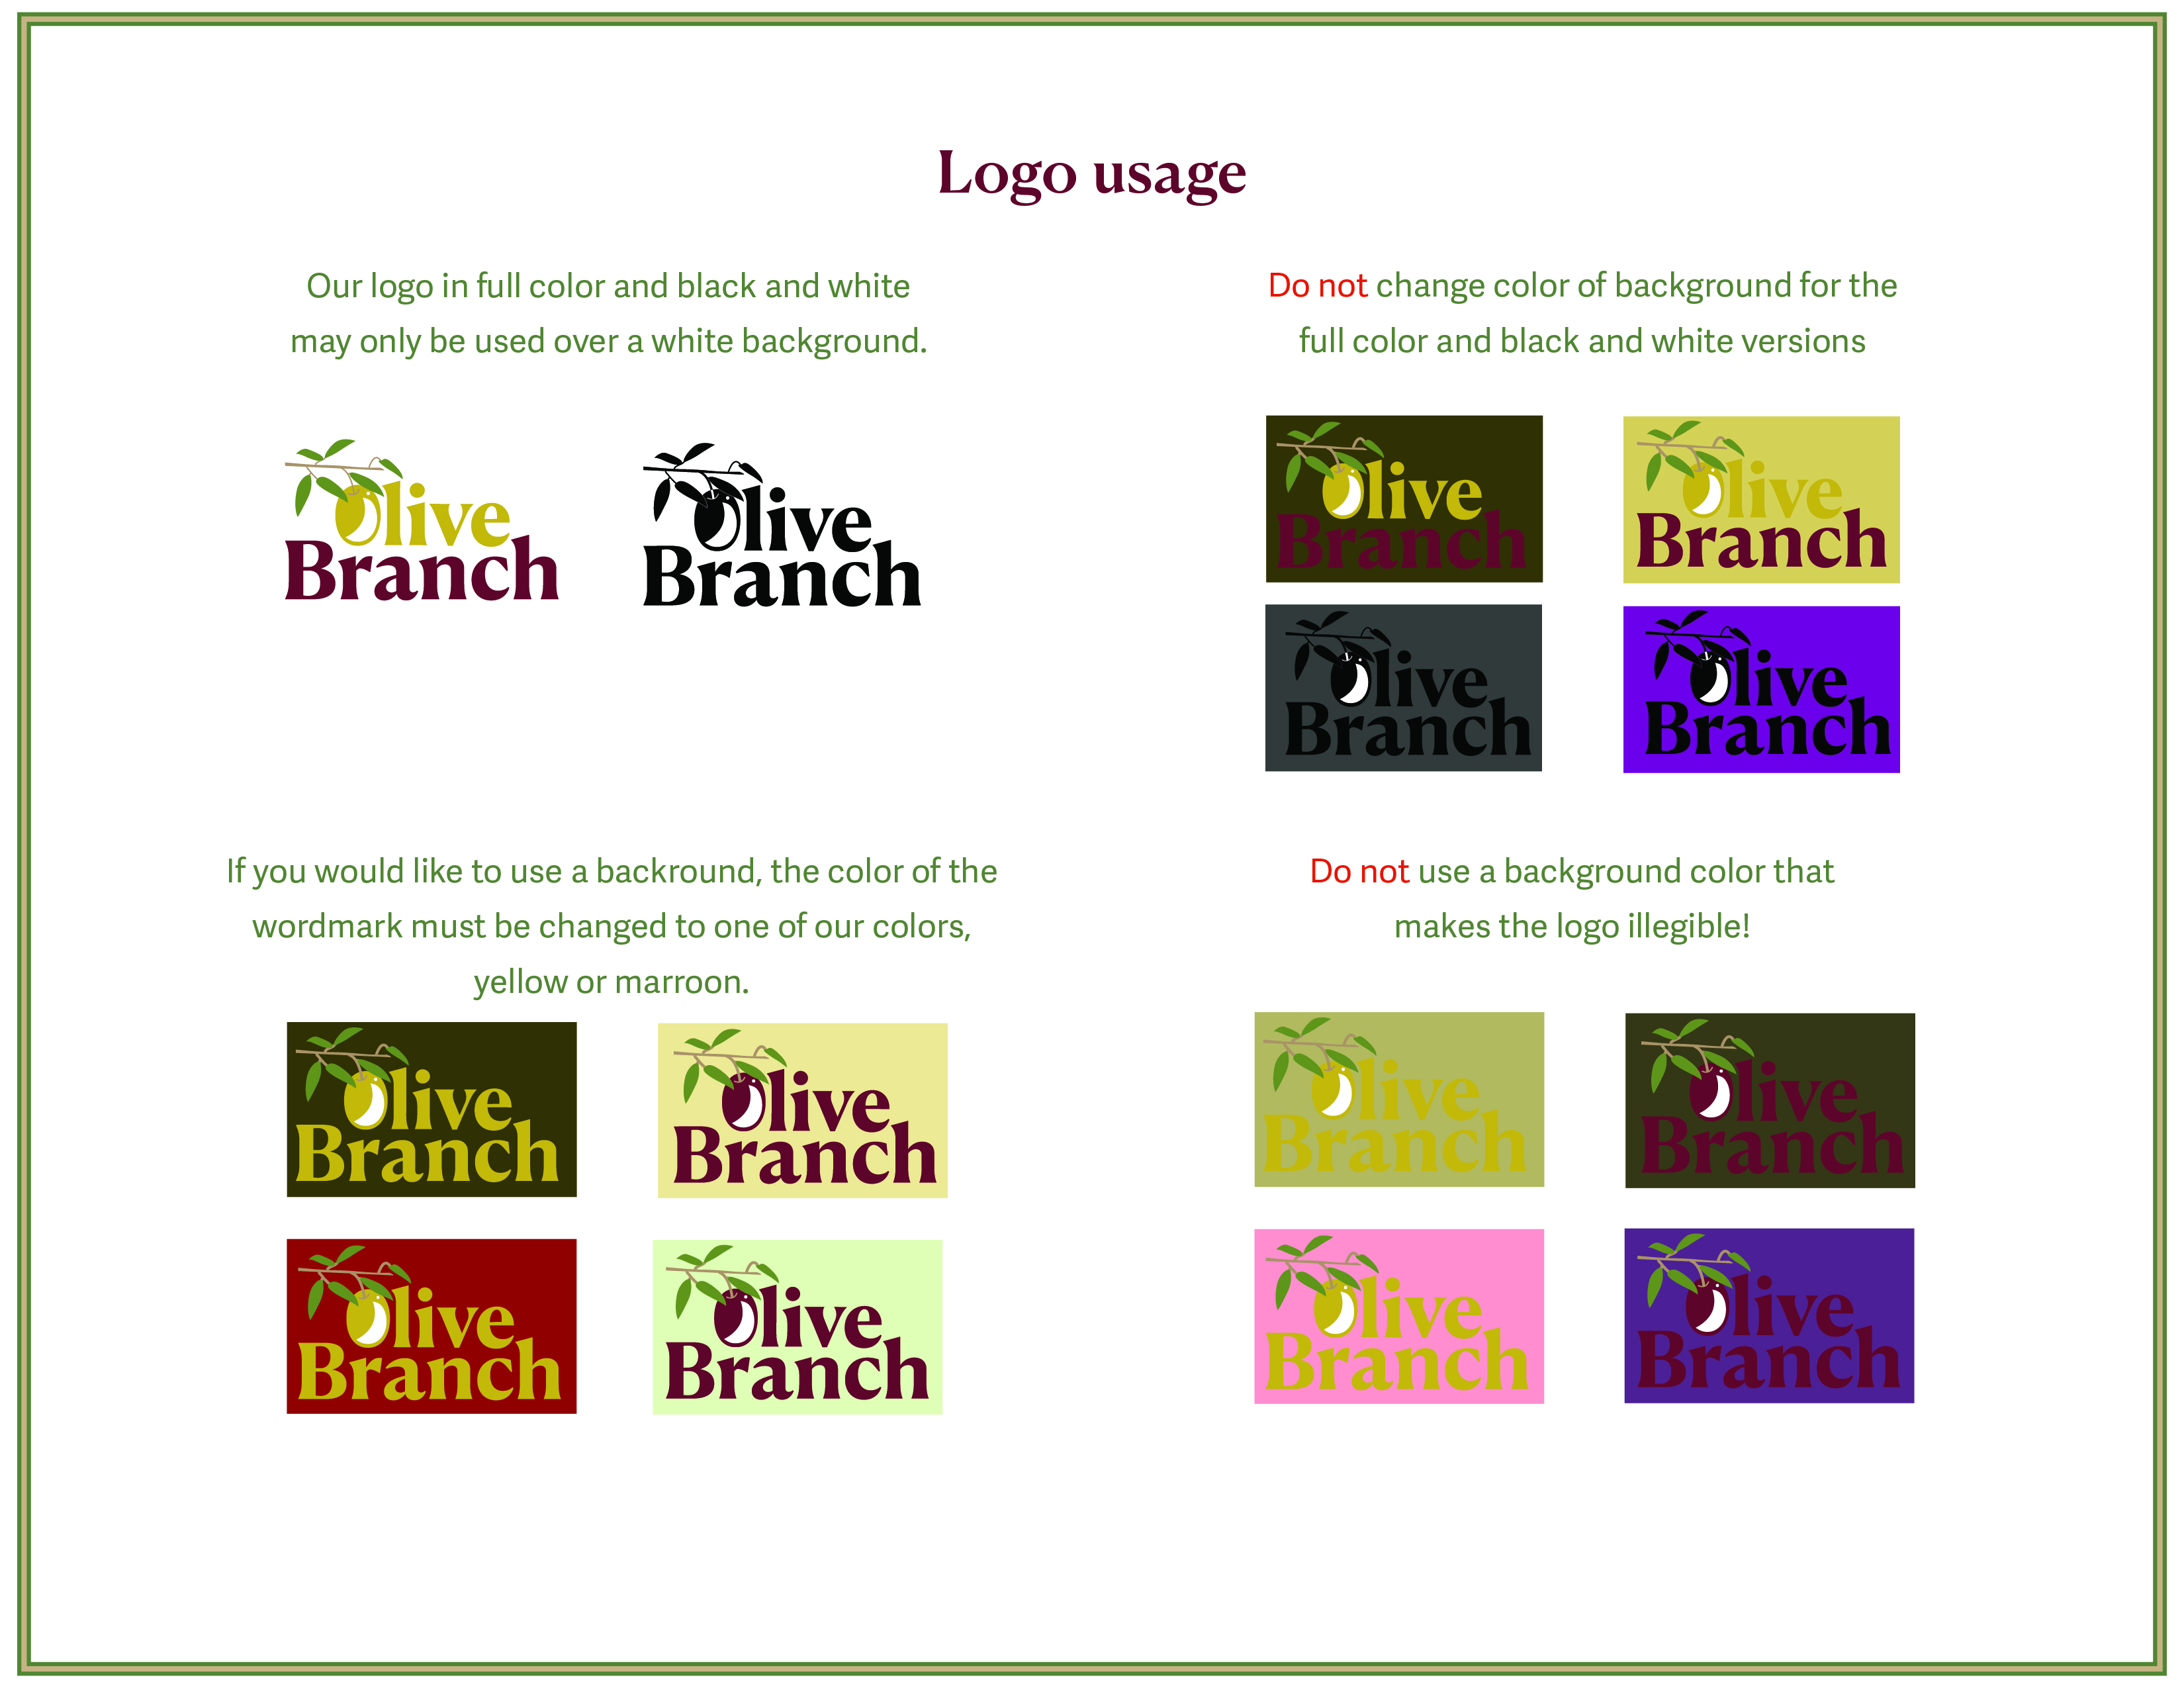 Logo usage
Our logo in full color and black and white
may only be used over a white background.
Olive
Branch
Olive
Branch
Do not change color of background for the
full color and black and white versions
Olive
Branch
Olive
Branch
Olive
Branch
Olive
Branch
If you would like to use a backround, the color of the
wordmark must be changed to one of our colors,
yellow or marroon.
Olive
Branch
Olive
Branch
Olive
Branch
Olive
Branch
Do not use a background color that
makes the logo illegible!
Olive
Branch
Olive
Branch
Olive
Branch
Olive
Branch